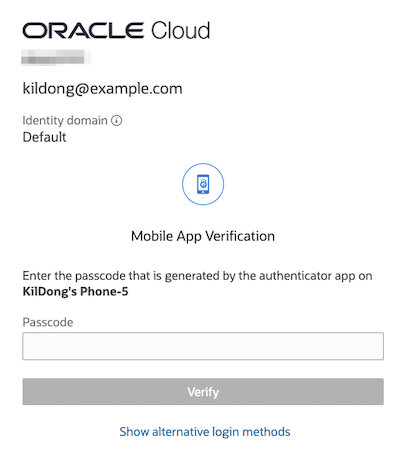 ORACLE Cloud
kildong@example.com
Identity domain
Default
Mobile App Verification
Enter the passcode that is generated by the authenticator app on
KilDong's Phone-5
Passcode
Verify
Show alternative login methods